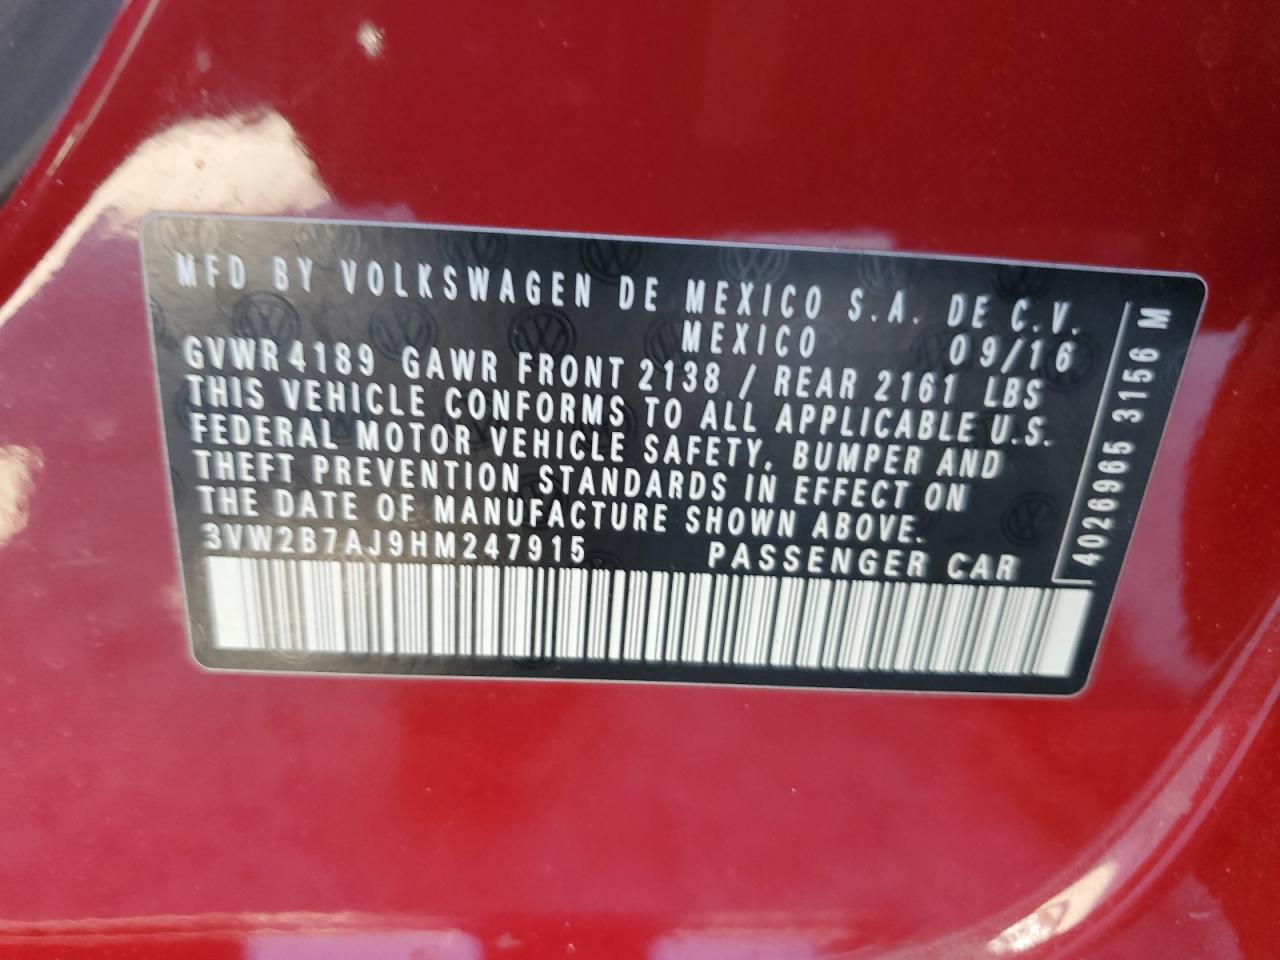 MFD BY VOLKSWAGEN DE MEXICO S.A. DE C.V.
MEXICO 09/16
GVWR 4189 GAWR FRONT 2138 / REAR 2161 LBS
THIS VEHICLE CONFORMS TO ALL APPLICABLE U.S.
FEDERAL MOTOR VEHICLE SAFETY, BUMPER AND
THEFT PREVENTION STANDARDS IN EFFECT ON
THE DATE OF MANUFACTURE SHOWN ABOVE.
3VW2B7AJ9HM247915 PASSENGER CAR
4026965 3156 M